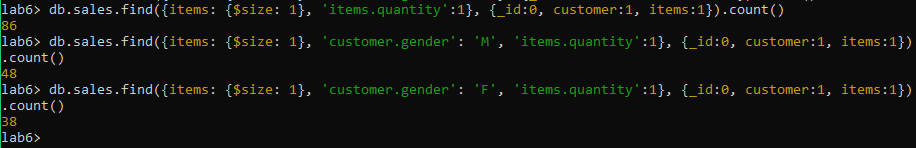 lab6> db.sales.find({items: {$size: 1}, 'items.quantity':1}, {_id:0, customer:1, items:1}).count()
86
lab6> db.sales.find({items: {$size: 1}, 'customer.gender': 'M', 'items.quantity':1}, {_id:0, customer:1, items:1})
.count()
48
lab6> db.sales.find({items: {$size: 1}, 'customer.gender': 'F', 'items.quantity':1}, {_id:0, customer:1, items:1})
.count()
38
lab6>